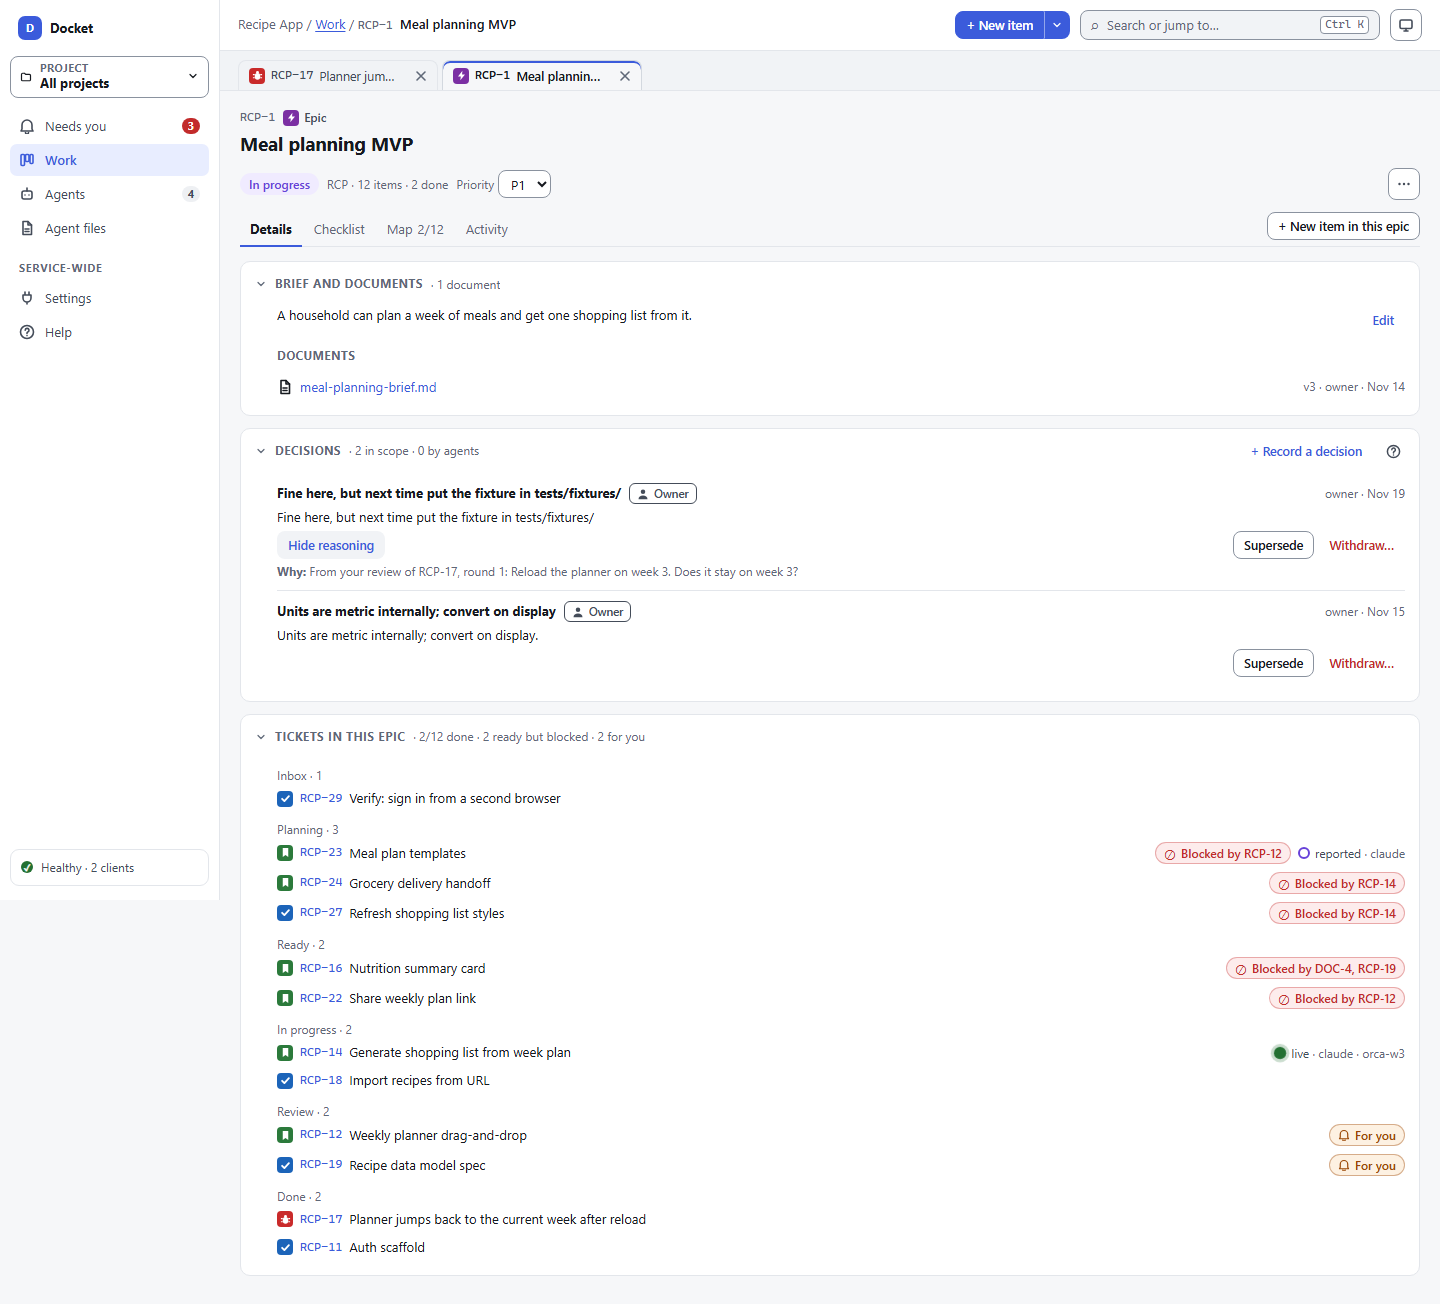 D Docket
PROJECT
All projects
Needs you 3
Work
Agents 4
Agent files
SERVICE-WIDE
Settings
Help
Healthy · 2 clients
Recipe App / Work / RCP-1 Meal planning MVP
+ New item
Search or jump to... Ctrl K
RCP-17 Planner jum...
RCP-1 Meal plannin...
RCP-1 Epic
Meal planning MVP
In progress RCP · 12 items · 2 done Priority P1
...
Details Checklist Map 2/12 Activity
+ New item in this epic
BRIEF AND DOCUMENTS · 1 document
A household can plan a week of meals and get one shopping list from it.
Edit
DOCUMENTS
meal-planning-brief.md v3 · owner · Nov 14
DECISIONS · 2 in scope · 0 by agents + Record a decision
Fine here, but next time put the fixture in tests/fixtures/ Owner owner · Nov 19
Fine here, but next time put the fixture in tests/fixtures/
Hide reasoning Supersede Withdraw...
Why: From your review of RCP-17, round 1: Reload the planner on week 3. Does it stay on week 3?
Units are metric internally; convert on display Owner owner · Nov 15
Units are metric internally; convert on display.
Supersede Withdraw...
TICKETS IN THIS EPIC · 2/12 done · 2 ready but blocked · 2 for you
Inbox · 1
RCP-29 Verify: sign in from a second browser
Planning · 3
RCP-23 Meal plan templates Blocked by RCP-12 reported · claude
RCP-24 Grocery delivery handoff Blocked by RCP-14
RCP-27 Refresh shopping list styles Blocked by RCP-14
Ready · 2
RCP-16 Nutrition summary card Blocked by DOC-4, RCP-19
RCP-22 Share weekly plan link Blocked by RCP-12
In progress · 2
RCP-14 Generate shopping list from week plan live · claude · orca-w3
RCP-18 Import recipes from URL
Review · 2
RCP-12 Weekly planner drag-and-drop For you
RCP-19 Recipe data model spec For you
Done · 2
RCP-17 Planner jumps back to the current week after reload
RCP-11 Auth scaffold